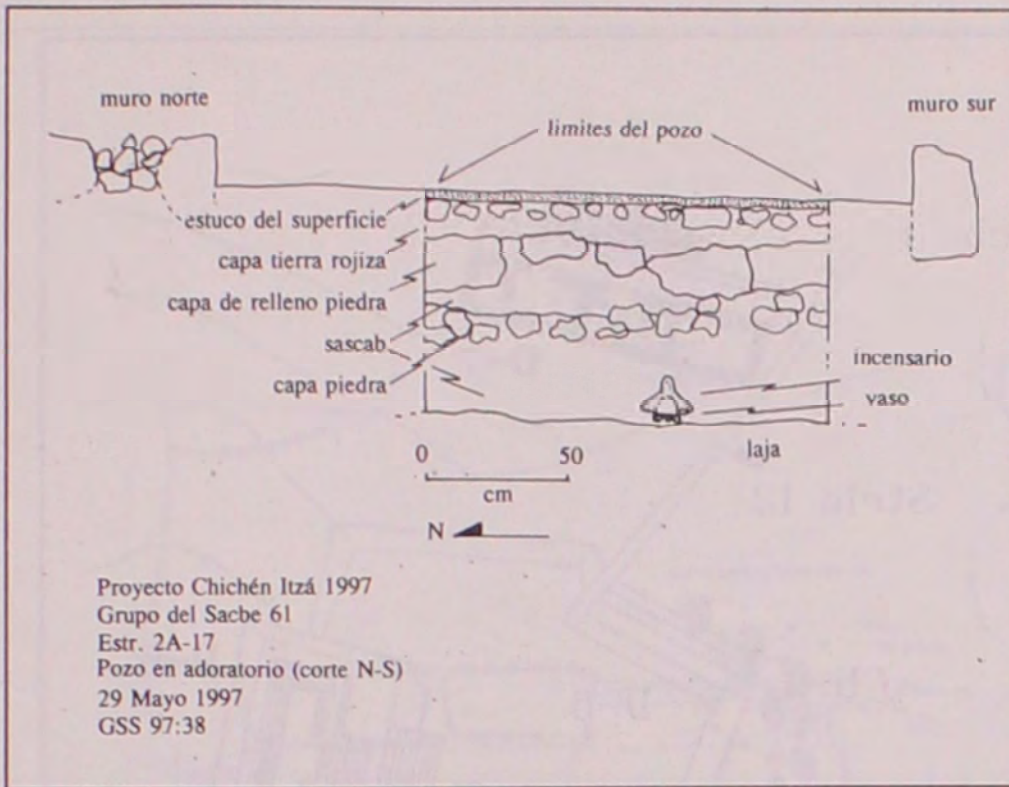 muro norte
muro sur
limites del pozo
estuco del superficie
capa tierra rojiza
capa de relleno piedra
sascab
capa piedra
incensario
vaso
laja
0 50
cm
N
Proyecto Chichén Itzá 1997
Grupo del Sacbe 61
Estr. 2A-17
Pozo en adoratorio (corte N-S)
29 Mayo 1997
GSS 97:38